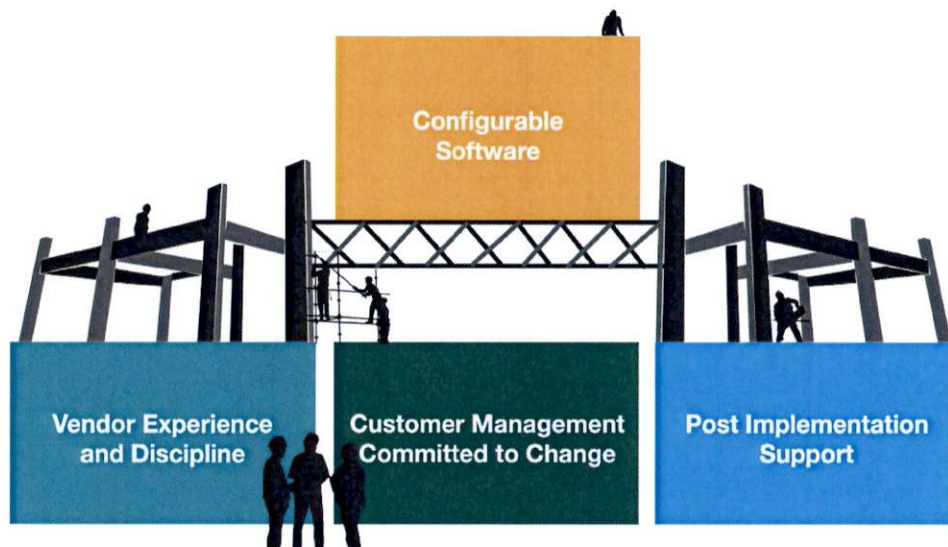 Configurable
Software
Vendor Experience
and Discipline
Customer Management
Committed to Change
Post Implementation
Support